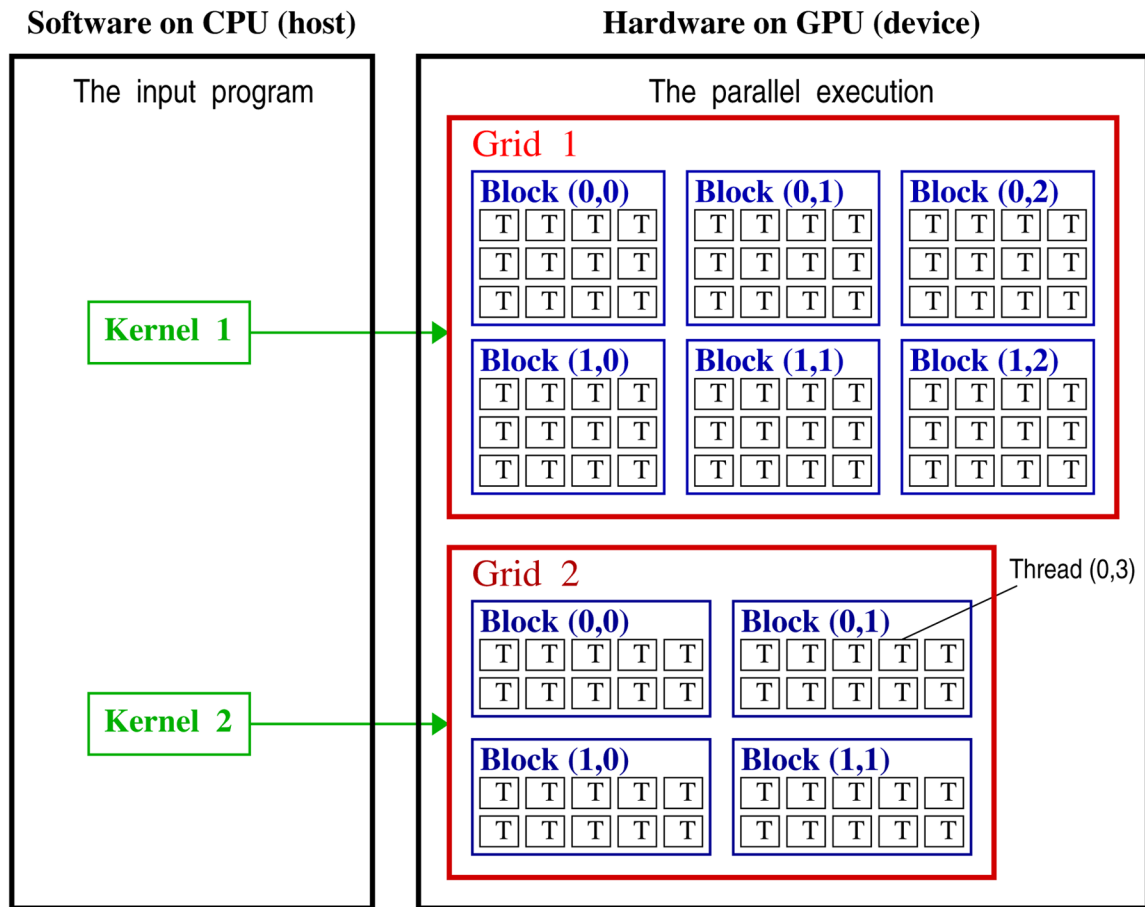 Software on CPU (host)
Hardware on GPU (device)
The input program
The parallel execution
Kernel 1
Grid 1
Block (0,0) Block (0,1) Block (0,2)
T T T T T T T T T T T T
T T T T T T T T T T T T
T T T T T T T T T T T T
Block (1,0) Block (1,1) Block (1,2)
T T T T T T T T T T T T
T T T T T T T T T T T T
T T T T T T T T T T T T
Kernel 2
Grid 2
Thread (0,3)
Block (0,0) Block (0,1)
T T T T T T T T T T
T T T T T T T T T T
Block (1,0) Block (1,1)
T T T T T T T T T T
T T T T T T T T T T